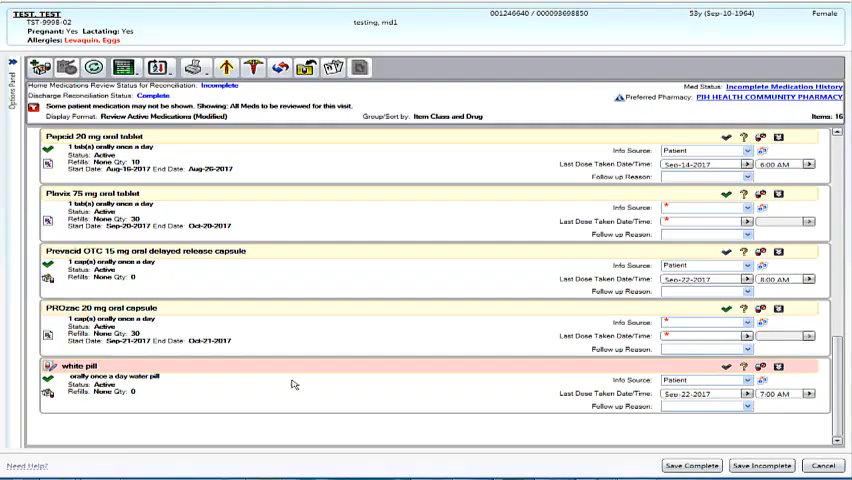 TEST, TEST
001246640 / 000093698850
53y (Sep-10-1964)
Female
TST-9998-02
testing, md1
Pregnant: Yes Lactating: Yes
Allergies: Levaquin, Eggs
Options Panel
Home Medications Review Status for Reconciliation: Incomplete
Med Status: Incomplete Medication History
Discharge Reconciliation Status: Complete
Preferred Pharmacy: PIH HEALTH COMMUNITY PHARMACY
Some patient medication may not be shown. Showing: All Meds to be reviewed for this visit.
Display Format: Review Active Medications (Modified)
Group/Sort by: Item Class and Drug
Items: 16
Pepcid 20 mg oral tablet
1 tab(s) orally once a day
Status: Active
Refills: None Qty: 10
Start Date: Aug-16-2017 End Date: Aug-26-2017
Info Source: Patient
Last Dose Taken Date/Time: Sep-14-2017 6:00 AM
Follow up Reason:
Plavix 75 mg oral tablet
1 tab(s) orally once a day
Status: Active
Refills: None Qty: 30
Start Date: Sep-20-2017 End Date: Oct-20-2017
Info Source: *
Last Dose Taken Date/Time: *
Follow up Reason:
Prevacid OTC 15 mg oral delayed release capsule
1 cap(s) orally once a day
Status: Active
Refills: None Qty: 0
Info Source: Patient
Last Dose Taken Date/Time: Sep-22-2017 8:00 AM
Follow up Reason:
PROzac 20 mg oral capsule
1 cap(s) orally once a day
Status: Active
Refills: None Qty: 30
Start Date: Sep-21-2017 End Date: Oct-21-2017
Info Source: *
Last Dose Taken Date/Time: *
Follow up Reason:
white pill
orally once a day water pill
Status: Active
Refills: None Qty: 0
Info Source: Patient
Last Dose Taken Date/Time: Sep-22-2017 7:00 AM
Follow up Reason:
Need Help?
Save Complete
Save Incomplete
Cancel